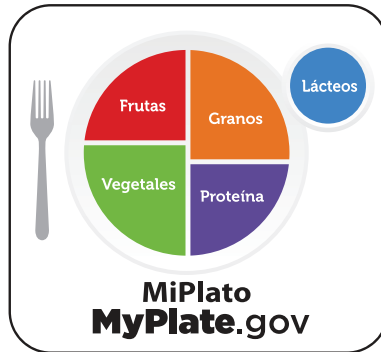 Lácteos
Frutas
Granos
Vegetales
Proteína
MiPlato
MyPlate.gov